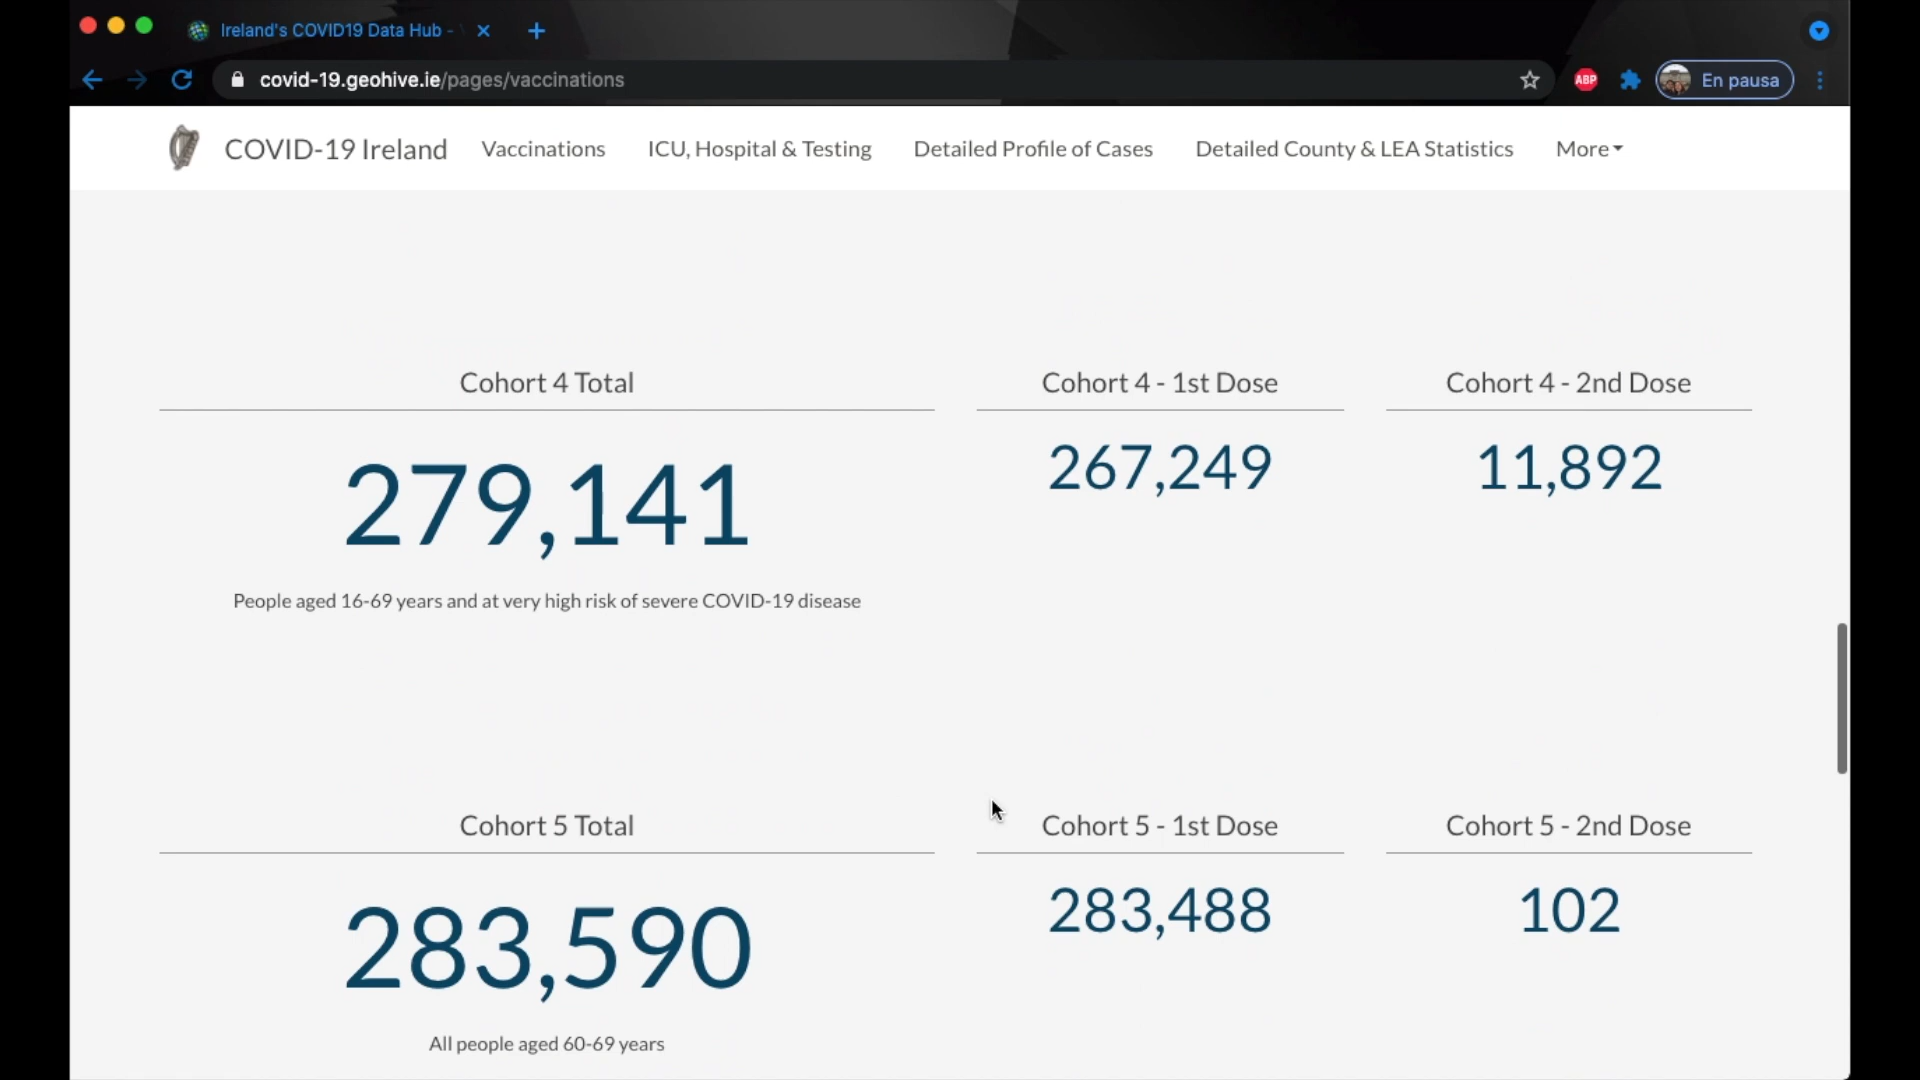 Ireland's COVID19 Data Hub -
covid-19.geohive.ie/pages/vaccinations
ABP
En pausa
COVID-19 Ireland
Vaccinations
ICU, Hospital & Testing
Detailed Profile of Cases
Detailed County & LEA Statistics
More
Cohort 4 Total
Cohort 4 - 1st Dose
Cohort 4 - 2nd Dose
279,141
267,249
11,892
People aged 16-69 years and at very high risk of severe COVID-19 disease
Cohort 5 Total
Cohort 5 - 1st Dose
Cohort 5 - 2nd Dose
283,590
283,488
102
All people aged 60-69 years